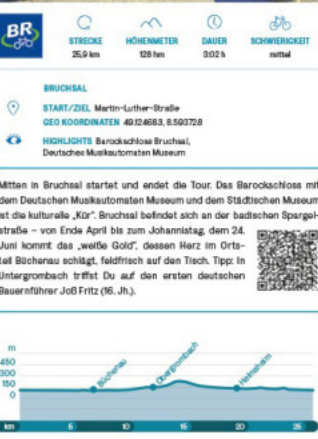 BR
STRECKE HÖHENMETER DAUER SCHWIERIGKEIT
25,9 km 126 hm 3:02 h mittel
BRUCHSAL
START/ZIEL Martin-Luther-Straße
GEO KOORDINATEN 49.124683, 8.593728
HIGHLIGHTS Barockschloss Bruchsal,
Deutsches Musikautomaten Museum
Mitten in Bruchsal startet und endet die Tour. Das Barockschloss mit
dem Deutschen Musikautomaten Museum und dem Städtischen Museum
ist die kulturelle „Kür“. Bruchsal befindet sich an der badischen Spargel-
straße – von Ende April bis zum Johannistag, dem 24.
Juni kommt das „weiße Gold“, dessen Herz im Orts-
teil Büchenau schlägt, feldfrisch auf den Tisch. Tipp: In
Untergrombach triffst Du auf den ersten deutschen
Bauernführer Joß Fritz (16. Jh.).
m
450
300
150
0
Büchenau Obergrombach Helmsheim
km 5 10 15 20 25